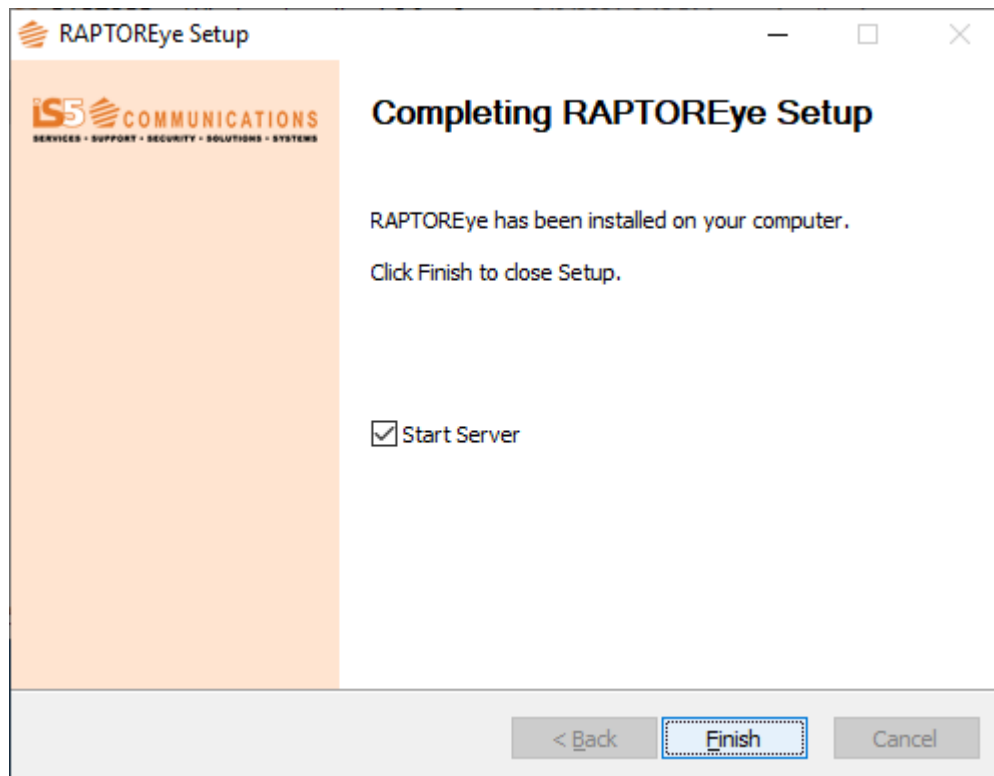 RAPTOREye Setup
iS5 COMMUNICATIONS
SERVICES • SUPPORT • SECURITY • SOLUTIONS • SYSTEMS
Completing RAPTOREye Setup
RAPTOREye has been installed on your computer.
Click Finish to close Setup.
Start Server
< Back
Finish
Cancel